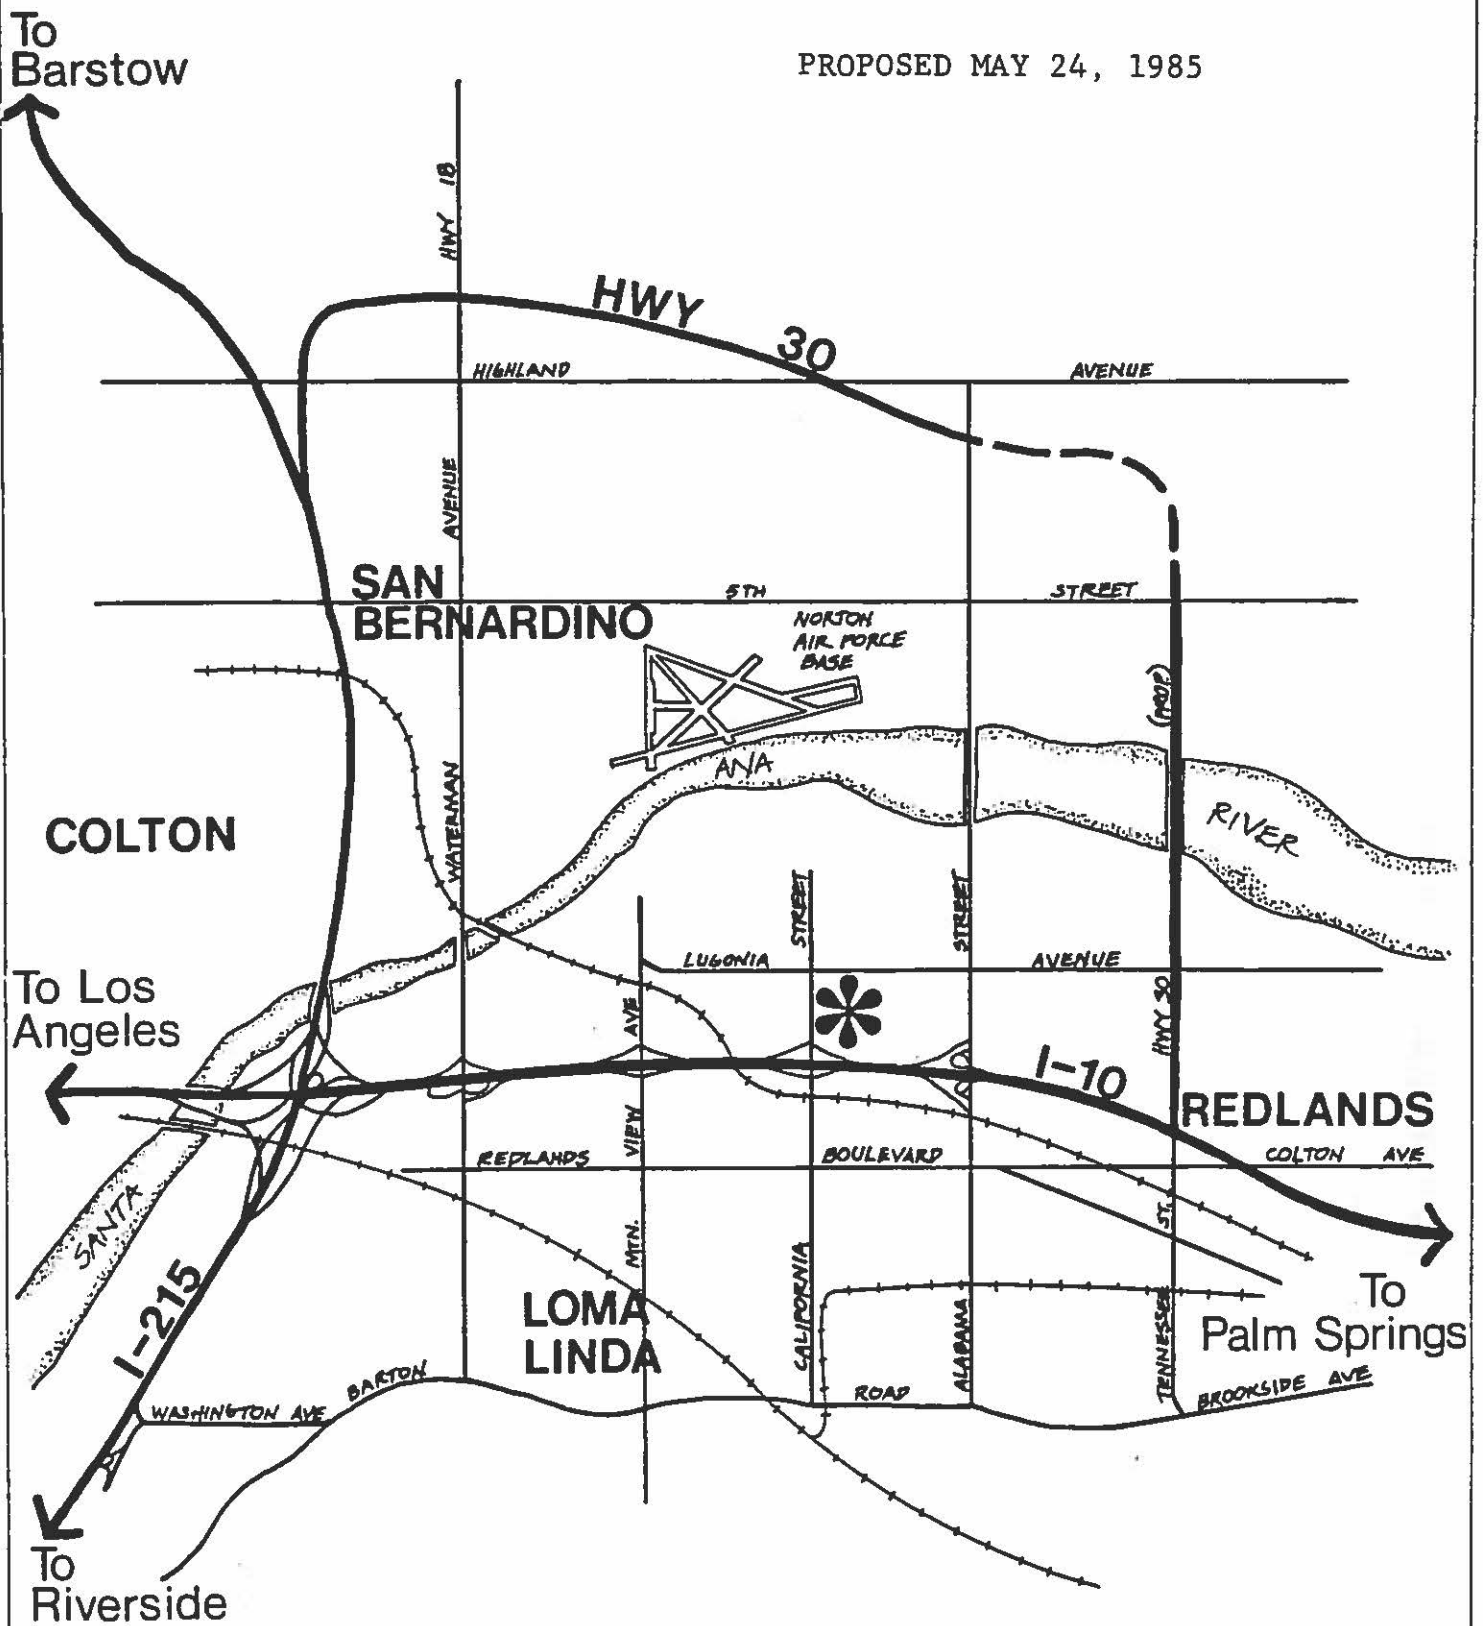 To
Barstow
PROPOSED MAY 24, 1985
HWY 18
HWY 30
HIGHLAND AVENUE
AVENUE
SAN
BERNARDINO
5TH STREET
NORTON
AIR FORCE
BASE
(PROP.)
ANA
RIVER
WATERMAN
COLTON
STREET
STREET
LUGONIA AVENUE
To Los
Angeles
AVE
HWY 30
I-10
REDLANDS
VIEW
REDLANDS BOULEVARD
COLTON AVE
SANTA
ST.
MTN.
I-215
LOMA
LINDA
CALIFORNIA
ALABAMA
TENNESSEE
To
Palm Springs
BARTON ROAD
BROOKSIDE AVE
WASHINGTON AVE
To
Riverside